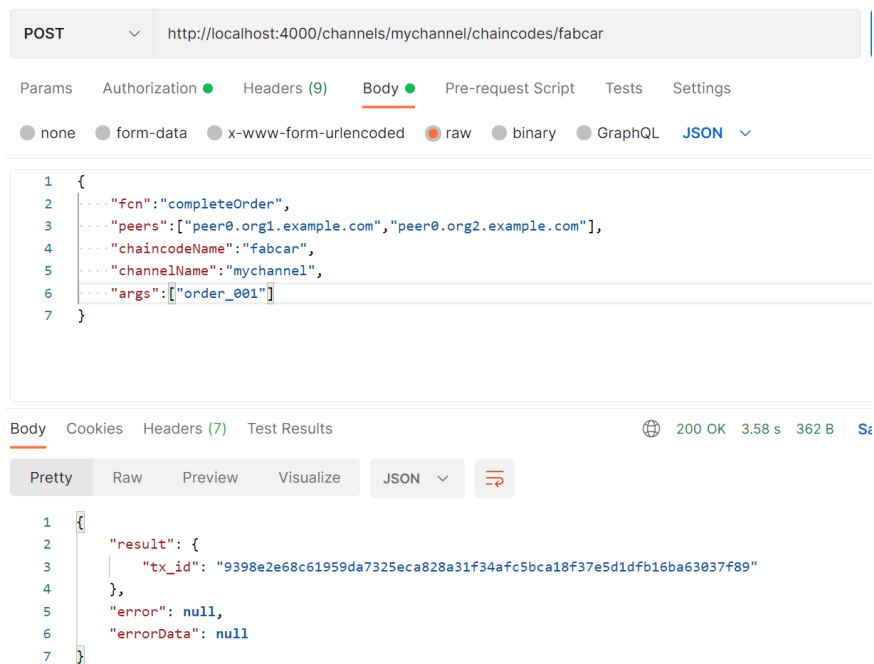 POST http://localhost:4000/channels/mychannel/chaincodes/fabcar
Params Authorization Headers (9) Body Pre-request Script Tests Settings
none form-data x-www-form-urlencoded raw binary GraphQL JSON
1 {
2 "fcn":"completeOrder",
3 "peers":["peer0.org1.example.com","peer0.org2.example.com"],
4 "chaincodeName":"fabcar",
5 "channelName":"mychannel",
6 "args":["order_001"]
7 }
Body Cookies Headers (7) Test Results 200 OK 3.58 s 362 B Sa
Pretty Raw Preview Visualize JSON
1 {
2 "result": {
3 "tx_id": "9398e2e68c61959da7325eca828a31f34afc5bca18f37e5d1dfb16ba63037f89"
4 },
5 "error": null,
6 "errorData": null
7 }